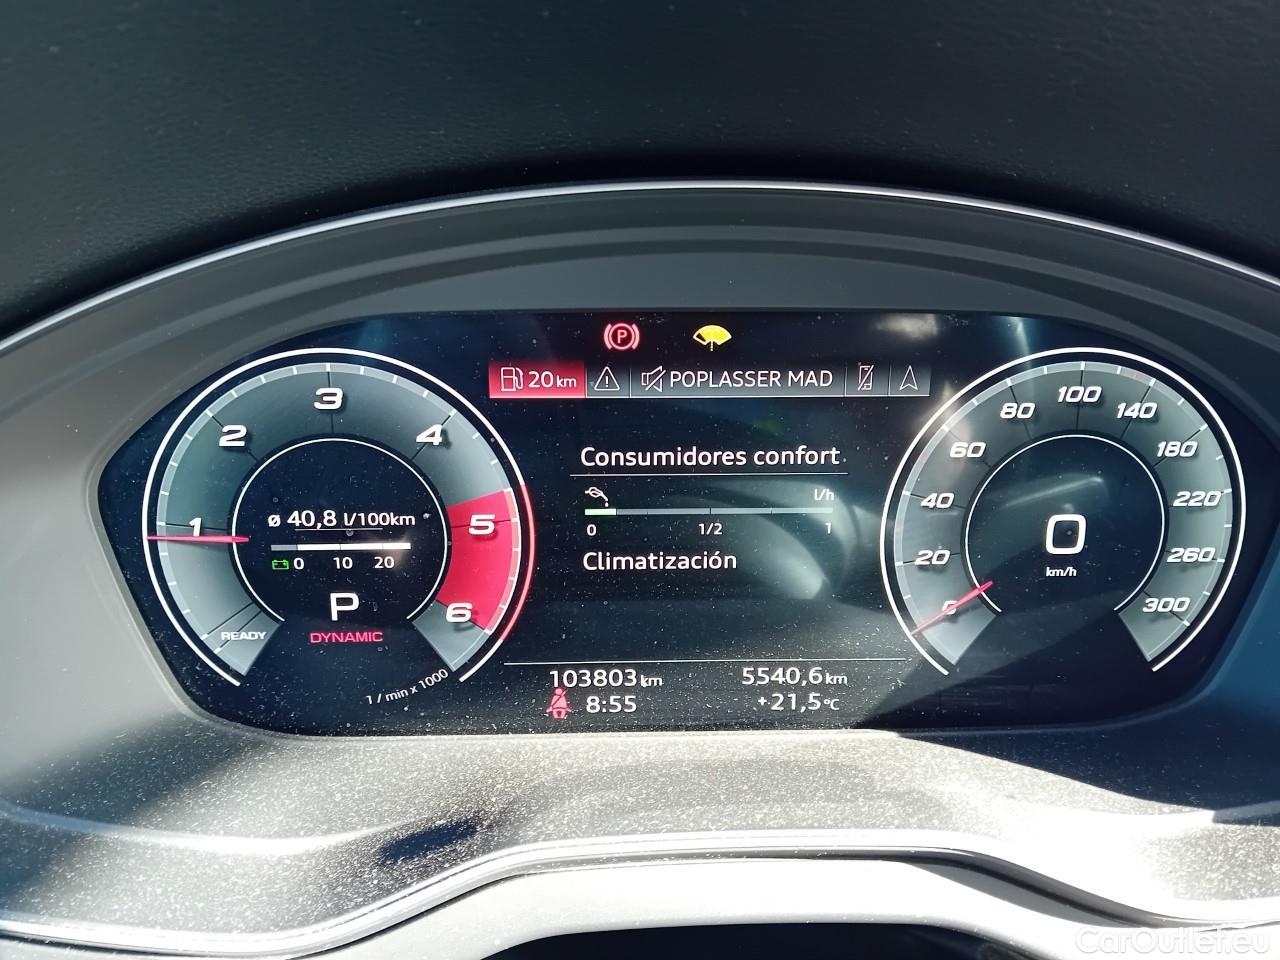 P
20 km
POPLASSER MAD
Consumidores confort
l/h
0 1/2 1
Climatización
1 2 3 4 5 6
READY
ø 40,8 l/100km
0 10 20
P
DYNAMIC
1 / min x 1000
0 20 40 60 80 100 140 180 220 260 300
0
km/h
103803 km 5540,6 km
8:55 +21,5 °C
CarOutlet.eu